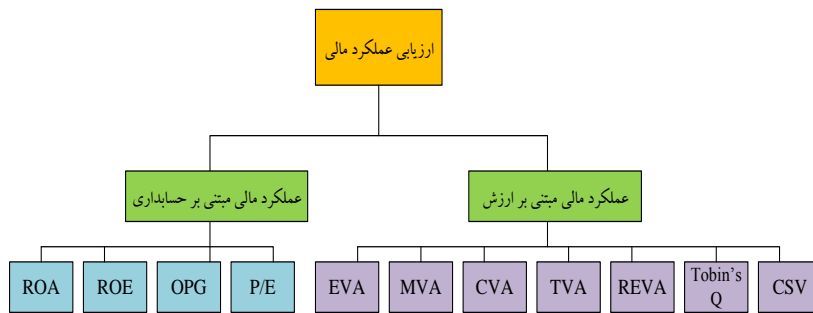 ارزیابی عملکرد مالی
عملکرد مالی مبتنی بر حسابداری
عملکرد مالی مبتنی بر ارزش
ROA
ROE
OPG
P/E
EVA
MVA
CVA
TVA
REVA
Tobin’s
Q
CSV